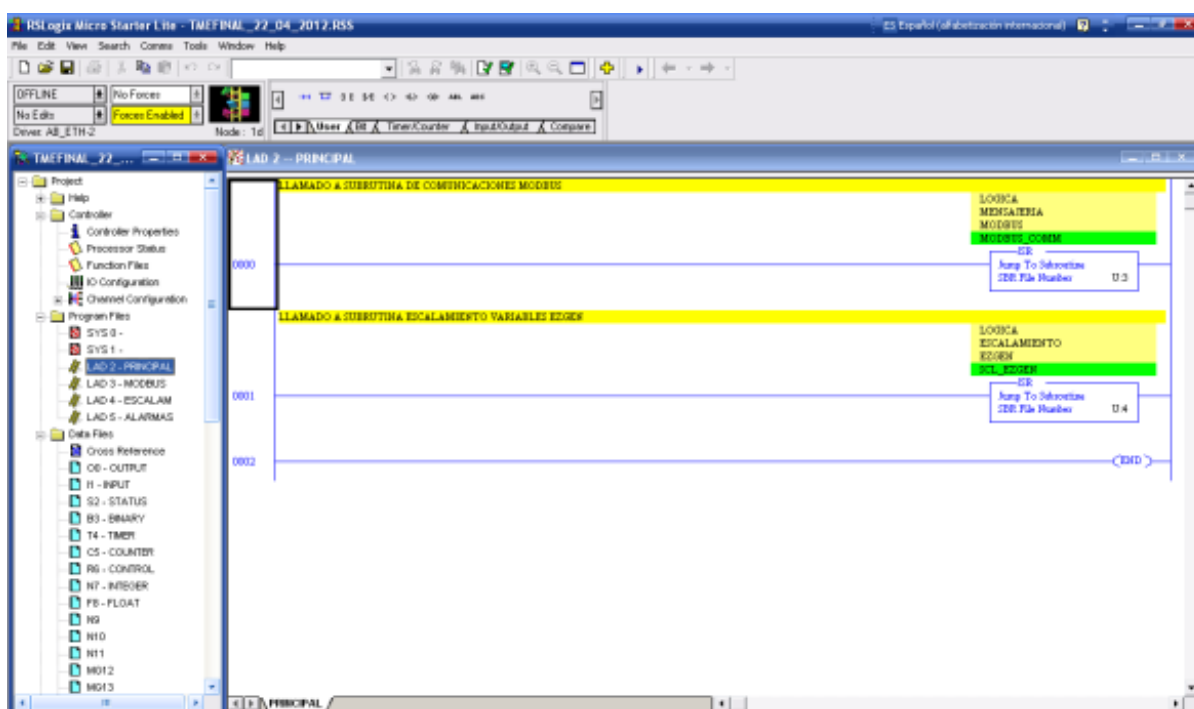 RSLogix Micro Starter Lite - TMEFINAL_22_04_2012.RSS
ES Español (alfabetización internacional)
File Edit View Search Comms Tools Window Help
OFFLINE No Forces
No Edits Forces Enabled
Driver: AB_ETH-2 Node : 1d
User Bit Timer/Counter Input/Output Compare
TMEFINAL_22_...
LAD 2 -- PRINCIPAL
Project
Help
Controller
Controller Properties
Processor Status
Function Files
IO Configuration
Channel Configuration
Program Files
SYS 0 -
SYS 1 -
LAD 2 - PRINCIPAL
LAD 3 - MODBUS
LAD 4 - ESCALAM
LAD 5 - ALARMAS
Data Files
Cross Reference
O0 - OUTPUT
I1 - INPUT
S2 - STATUS
B3 - BINARY
T4 - TIMER
C5 - COUNTER
R6 - CONTROL
N7 - INTEGER
F8 - FLOAT
N9
N10
N11
MG12
MG13
LLAMADO A SUBRUTINA DE COMUNICACIONES MODBUS
LOGICA
MENSAJERIA
MODBUS
MODBUS_COMM
JSR
0000
Jump To Subroutine
SBR File Number U:3
LLAMADO A SUBRUTINA ESCALAMIENTO VARIABLES EZGEN
LOGICA
ESCALAMIENTO
EZGEN
SCL_EZGEN
JSR
0001
Jump To Subroutine
SBR File Number U:4
0002
END
PRINCIPAL